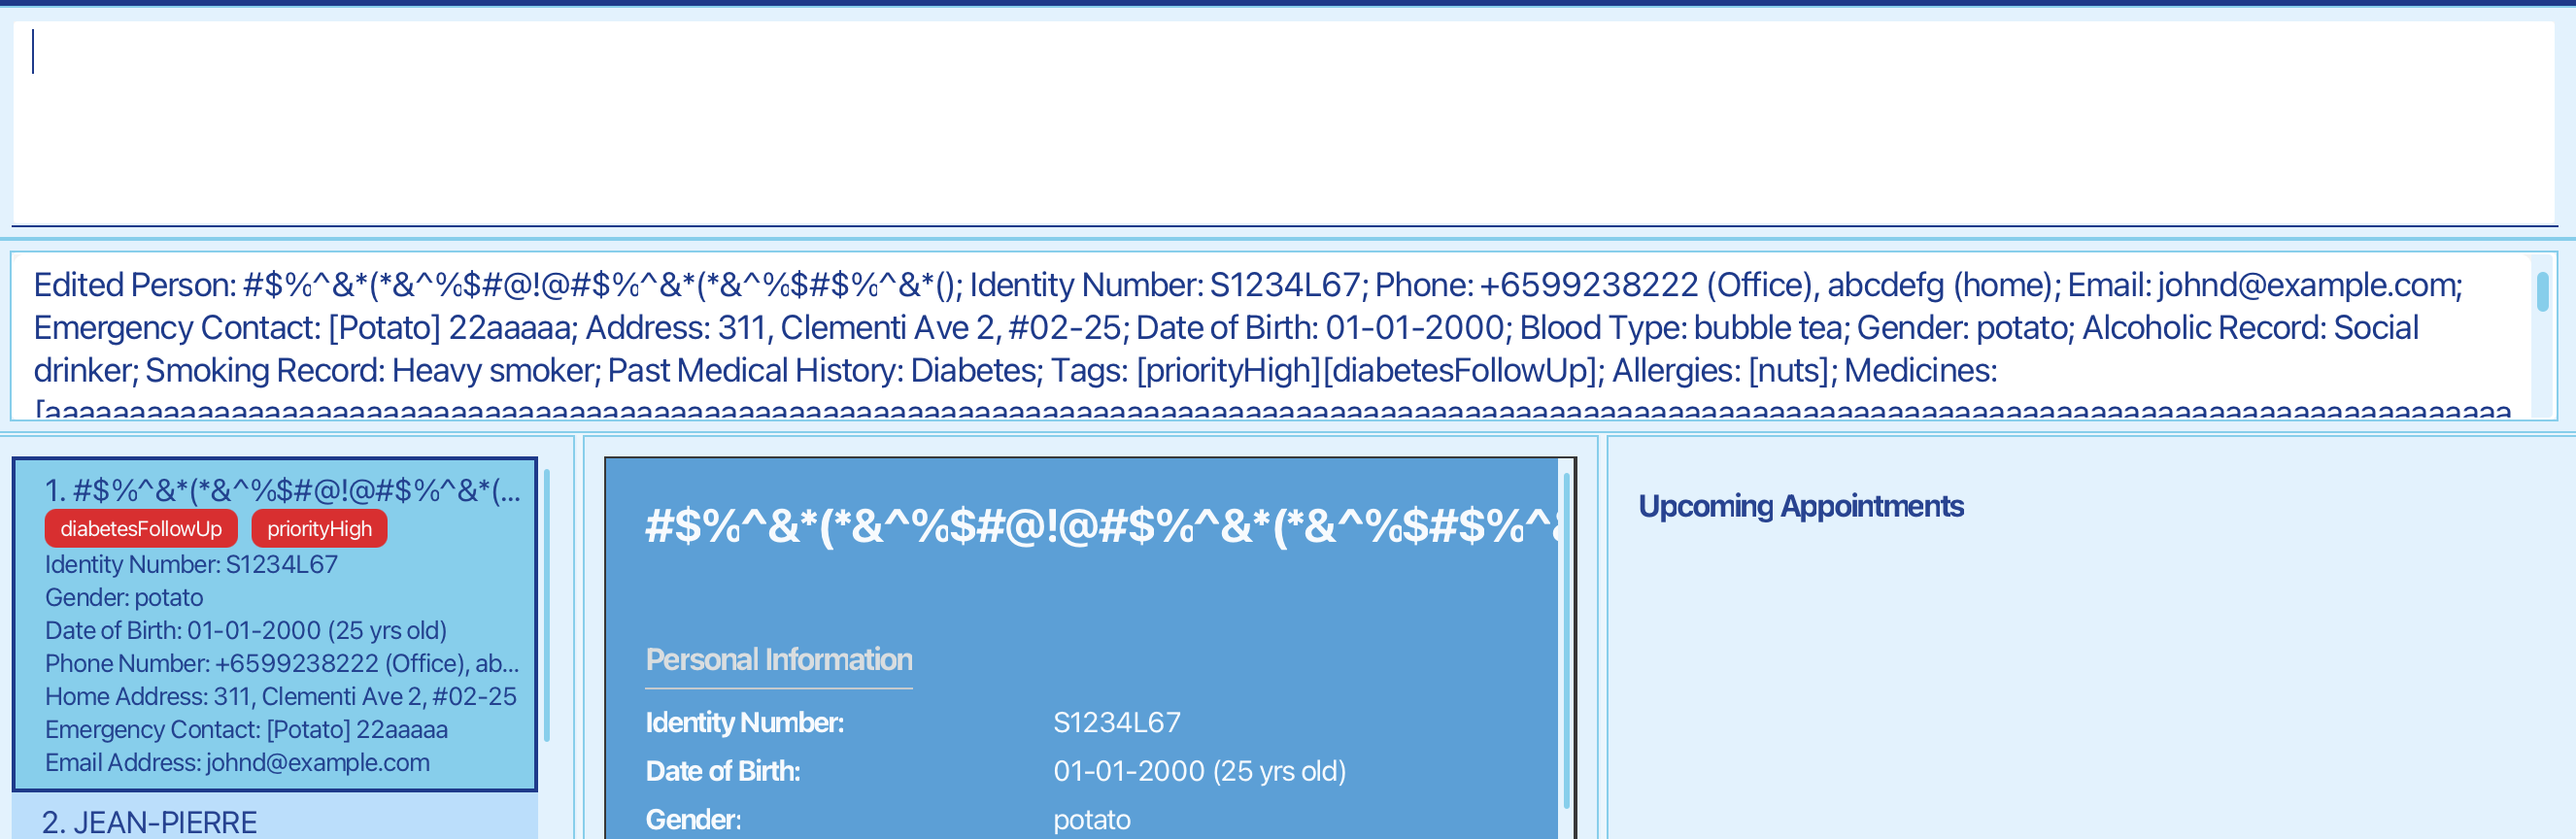 Edited Person: #$%^&*(*&^%$#@!@#$%^&*(*&^%$#$%^&*(); Identity Number: S1234L67; Phone: +6599238222 (Office), abcdefg (home); Email: johnd@example.com;
Emergency Contact: [Potato] 22aaaaa; Address: 311, Clementi Ave 2, #02-25; Date of Birth: 01-01-2000; Blood Type: bubble tea; Gender: potato; Alcoholic Record: Social
drinker; Smoking Record: Heavy smoker; Past Medical History: Diabetes; Tags: [priorityHigh][diabetesFollowUp]; Allergies: [nuts]; Medicines:
1. #$%^&*(*&^%$#@!@#$%^&*(...
diabetesFollowUp priorityHigh
Identity Number: S1234L67
Gender: potato
Date of Birth: 01-01-2000 (25 yrs old)
Phone Number: +6599238222 (Office), ab...
Home Address: 311, Clementi Ave 2, #02-25
Emergency Contact: [Potato] 22aaaaa
Email Address: johnd@example.com
2. JEAN-PIERRE
#$%^&*(*&^%$#@!@#$%^&*(*&^%$#$%^
Personal Information
Identity Number: S1234L67
Date of Birth: 01-01-2000 (25 yrs old)
Gender: potato
Upcoming Appointments